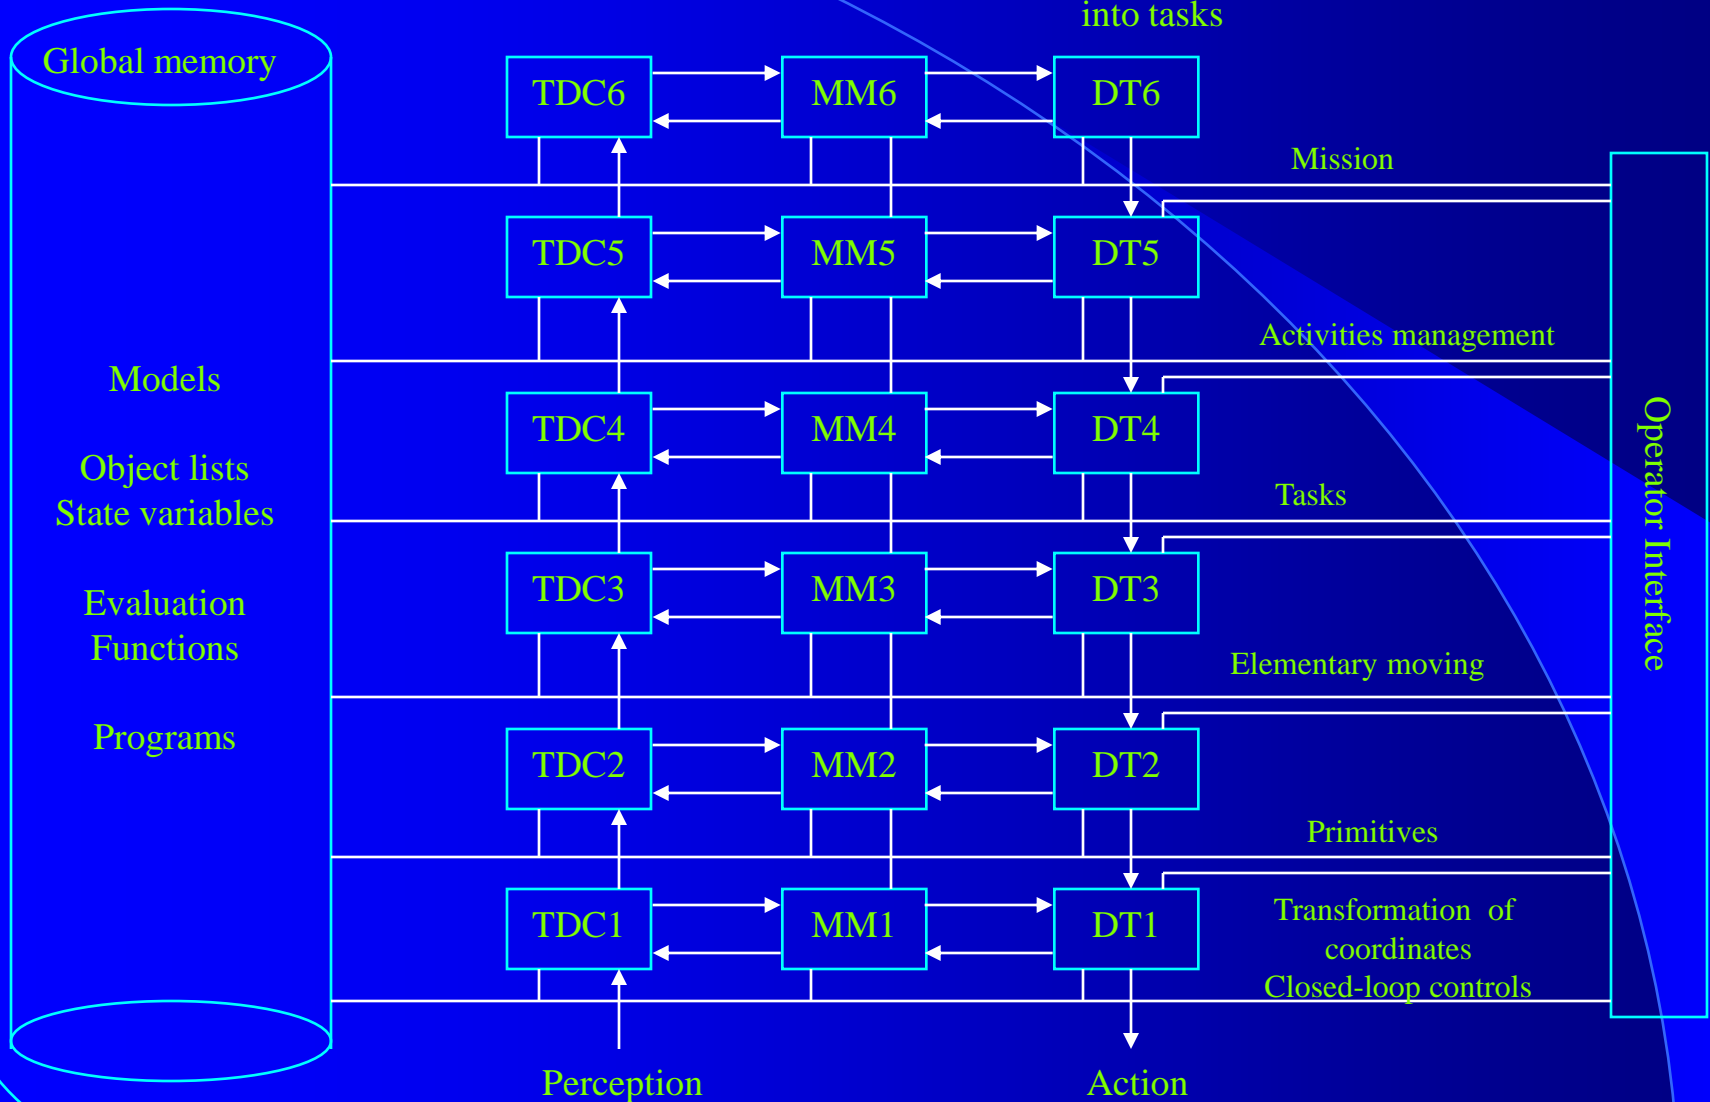 into tasks
Global memory
TDC6 MM6 DT6
Mission
TDC5 MM5 DT5
Activities management
Models
TDC4 MM4 DT4
Object lists
State variables
Tasks
Operator Interface
TDC3 MM3 DT3
Evaluation
Functions
Elementary moving
Programs
TDC2 MM2 DT2
Primitives
TDC1 MM1 DT1
Transformation of
coordinates
Closed-loop controls
Perception
Action